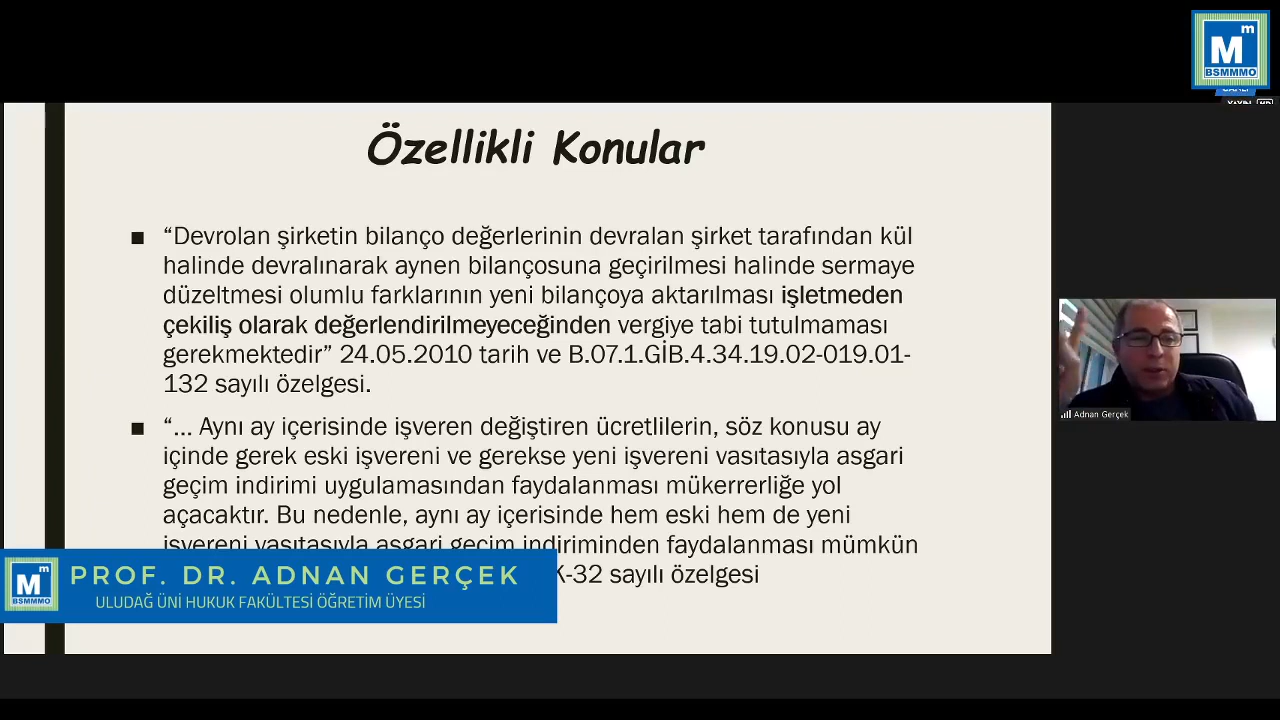 Mm
BSMMMO
Özellikli Konular
■ “Devrolan şirketin bilanço değerlerinin devralan şirket tarafından kül
halinde devralınarak aynen bilançosuna geçirilmesi halinde sermaye
düzeltmesi olumlu farklarının yeni bilançoya aktarılması işletmeden
çekiliş olarak değerlendirilmeyeceğinden vergiye tabi tutulmaması
gerekmektedir” 24.05.2010 tarih ve B.07.1.GİB.4.34.19.02-019.01-
132 sayılı özelgesi.
■ “... Aynı ay içerisinde işveren değiştiren ücretlilerin, söz konusu ay
içinde gerek eski işvereni ve gerekse yeni işvereni vasıtasıyla asgari
geçim indirimi uygulamasından faydalanması mükerrerliğe yol
açacaktır. Bu nedenle, aynı ay içerisinde hem eski hem de yeni
işvereni vasıtasıyla asgari geçim indiriminden faydalanması mümkün
K-32 sayılı özelgesi
Adnan Gerçek
Mm
BSMMMO
PROF. DR. ADNAN GERÇEK
ULUDAĞ ÜNİ HUKUK FAKÜLTESİ ÖĞRETİM ÜYESİ